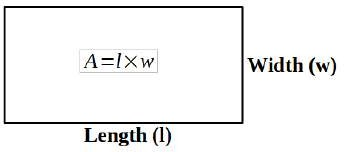 A=l×w
Width (w)
Length (l)